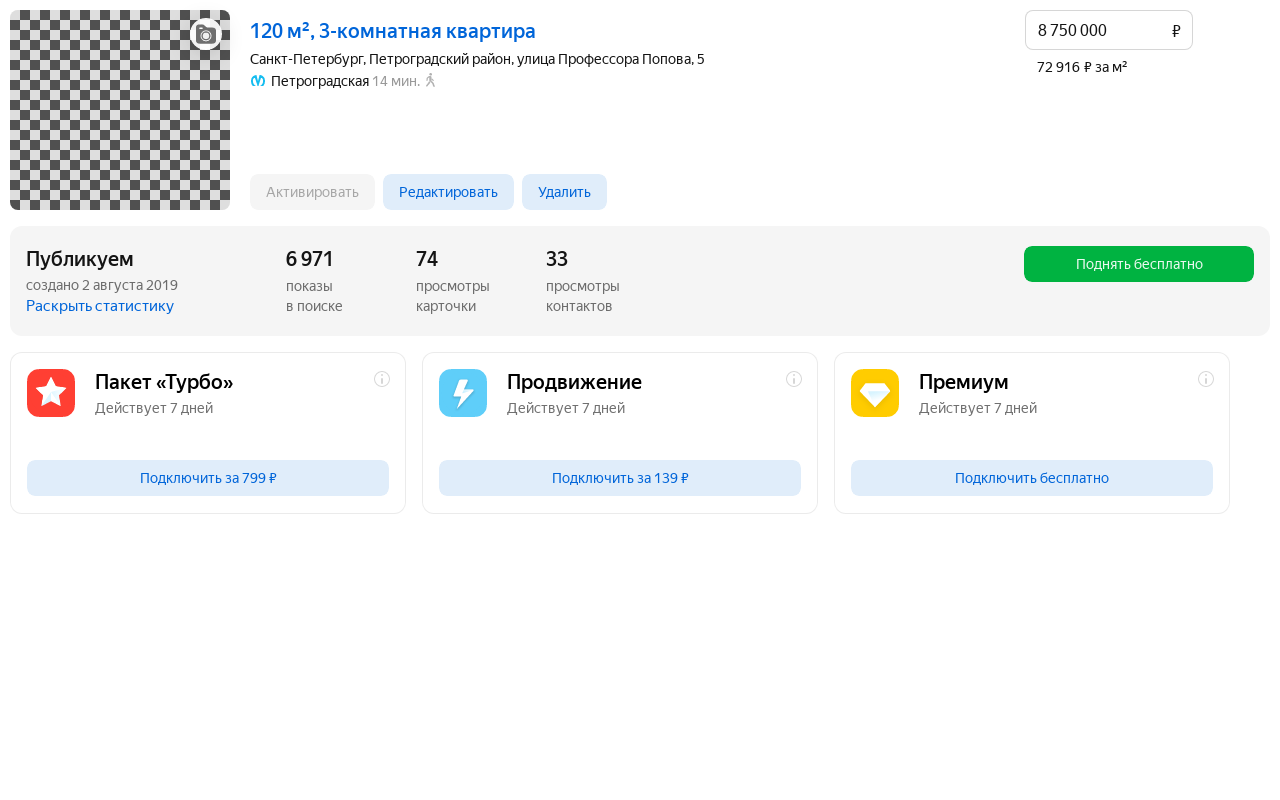 120 м², 3-комнатная квартира
Санкт-Петербург, Петроградский район, улица Профессора Попова, 5
Петроградская 14 мин.
8 750 000 ₽
72 916 ₽ за м²
Активировать Редактировать Удалить
Публикуем
создано 2 августа 2019
Раскрыть статистику
6 971
показы
в поиске
74
просмотры
карточки
33
просмотры
контактов
Поднять бесплатно
Пакет «Турбо»
Действует 7 дней
Подключить за 799 ₽
Продвижение
Действует 7 дней
Подключить за 139 ₽
Премиум
Действует 7 дней
Подключить бесплатно